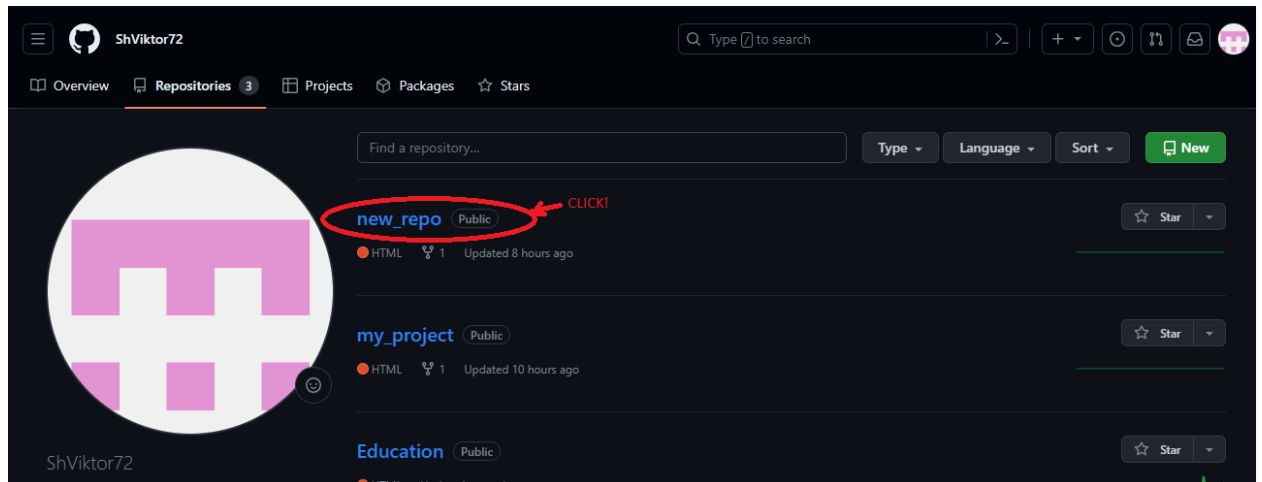 ShViktor72
Type / to search
Overview Repositories 3 Projects Packages Stars
Find a repository...
Type Language Sort New
CLICK!
new_repo Public
Star
HTML 1 Updated 8 hours ago
my_project Public
Star
HTML 1 Updated 10 hours ago
Education Public
Star
ShViktor72